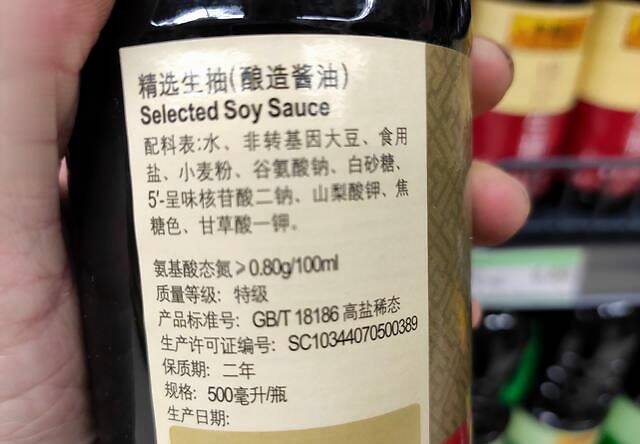 精选生抽(酿造酱油)
Selected Soy Sauce
配料表:水、非转基因大豆、食用
盐、小麦粉、谷氨酸钠、白砂糖、
5′-呈味核苷酸二钠、山梨酸钾、焦
糖色、甘草酸一钾。
氨基酸态氮≥0.80g/100ml
质量等级: 特级
产品标准号: GB/T 18186 高盐稀态
生产许可证编号: SC10344070500389
保质期: 二年
规格: 500毫升/瓶
生产日期: